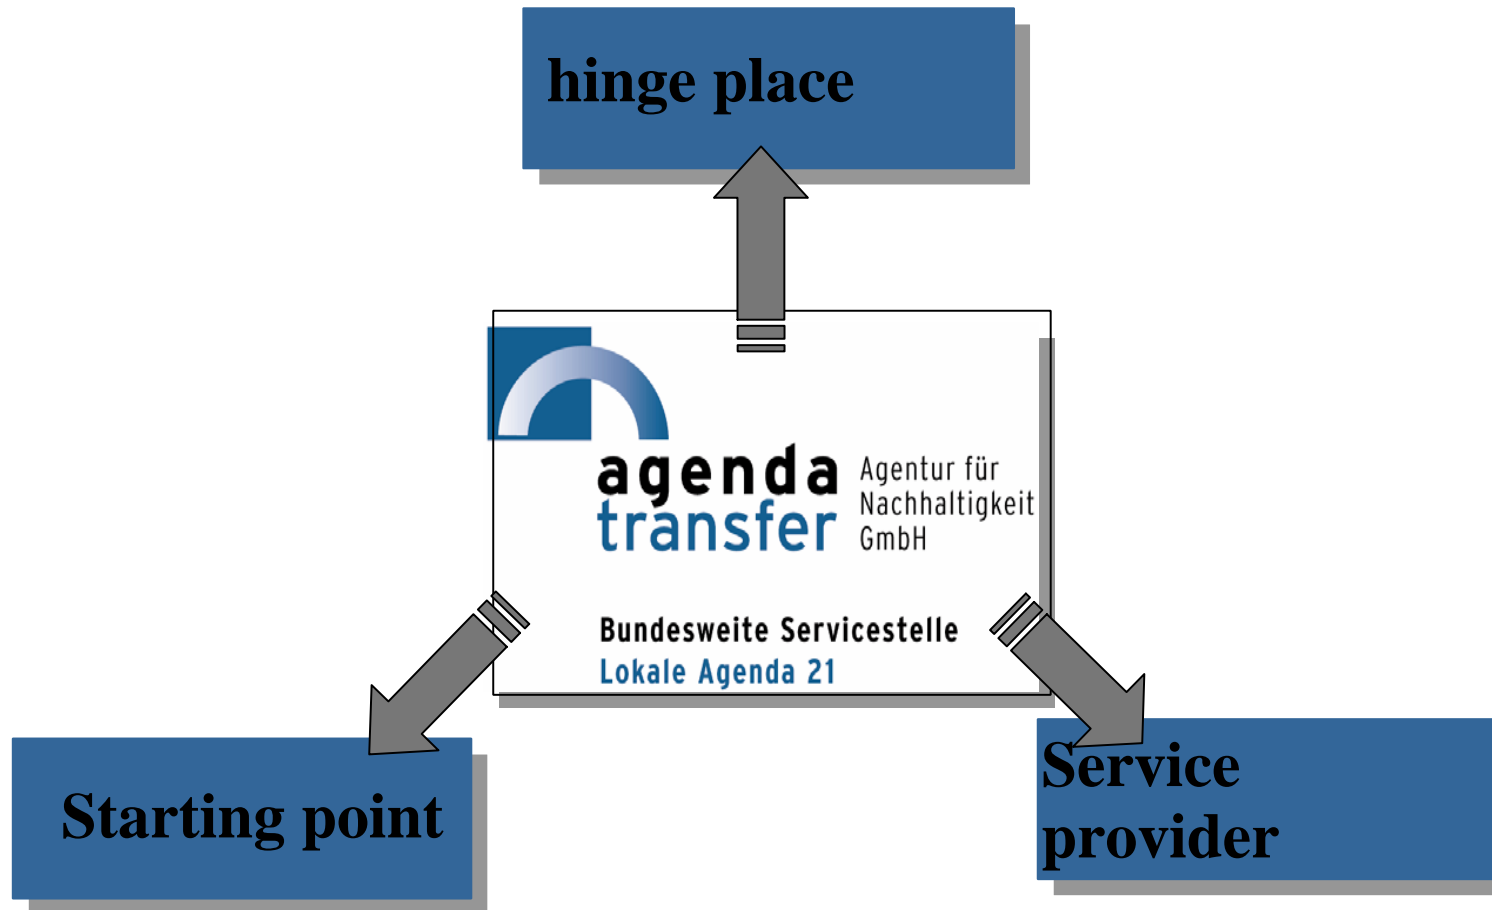 hinge place
agenda
transfer
Agentur für
Nachhaltigkeit
GmbH
Bundesweite Servicestelle
Lokale Agenda 21
Starting point
Service
provider